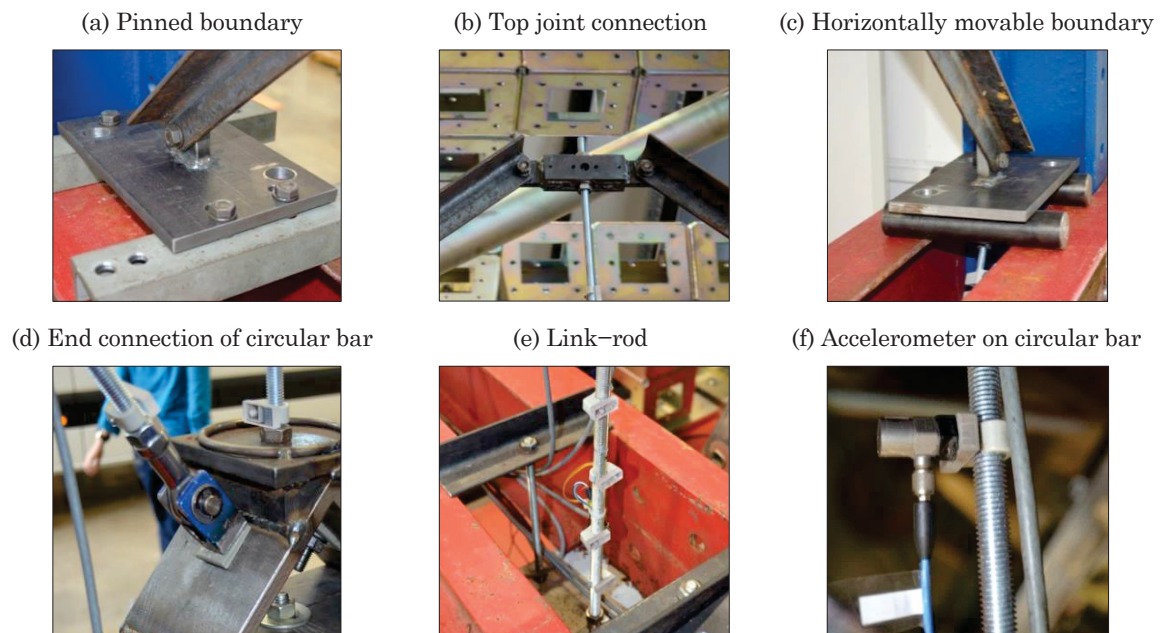 (a) Pinned boundary
(b) Top joint connection
(c) Horizontally movable boundary
(d) End connection of circular bar
(e) Link−rod
(f) Accelerometer on circular bar